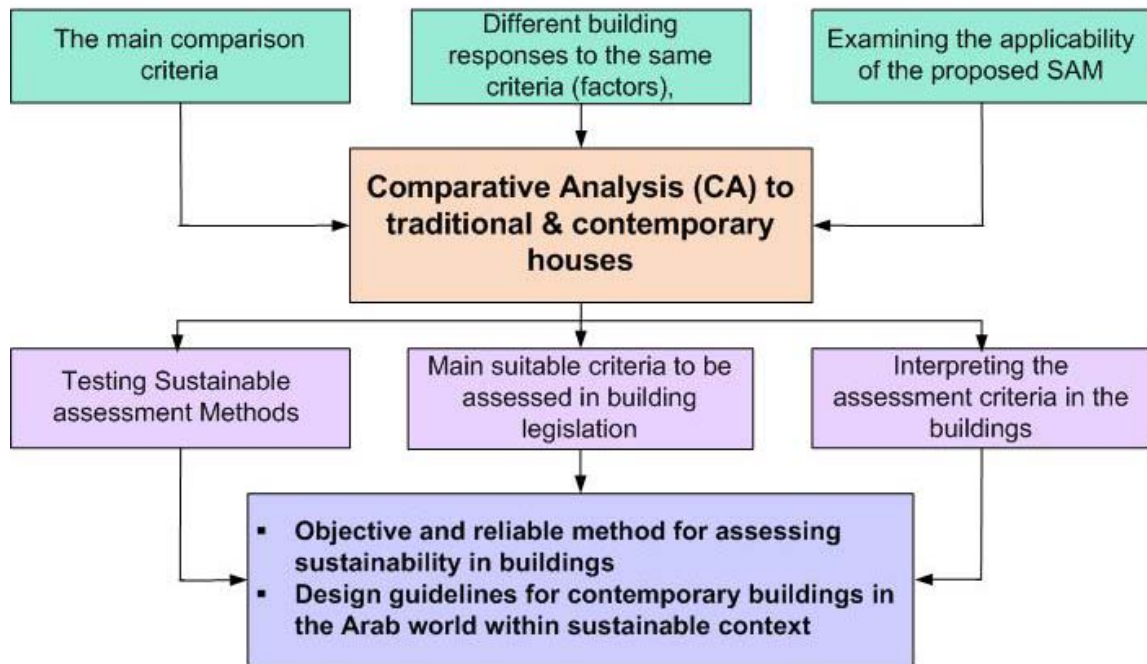 The main comparison
criteria
Different building
responses to the same
criteria (factors),
Examining the applicability
of the proposed SAM
Comparative Analysis (CA) to
traditional & contemporary
houses
Testing Sustainable
assessment Methods
Main suitable criteria to be
assessed in building
legislation
Interpreting the
assessment criteria in the
buildings
▪ Objective and reliable method for assessing
sustainability in buildings
▪ Design guidelines for contemporary buildings in
the Arab world within sustainable context